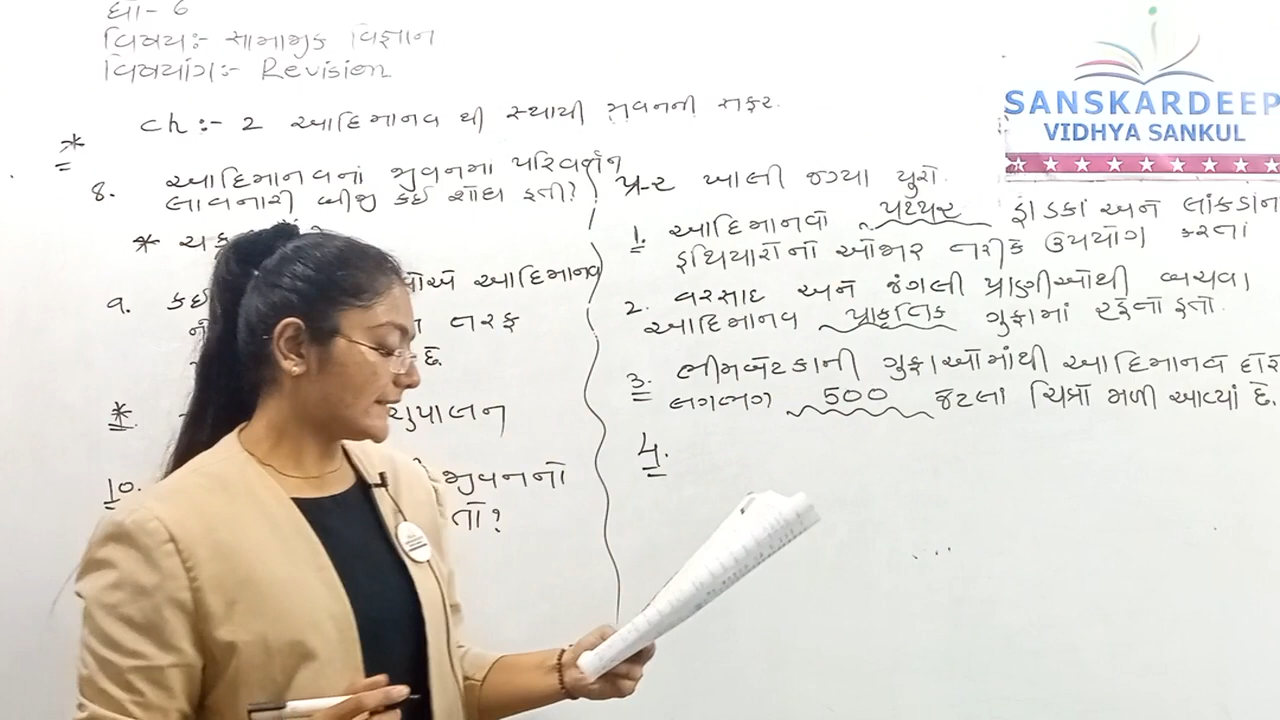 ધો- 6
વિષય:- સામાજીક વિજ્ઞાન
વિષયાંગ:- Revision
ch :- 2 આદિમાનવ થી સ્થાયી જીવનની સફર.
*
8. આદિમાનવનાં જીવનમાં પરિવર્તન
લાવનારી બીજી કઈ શોધ હતી?
*
9. કઈ
આદિમાનવ
તરફ
છે.
*
પશુપાલન
10.
જીવનનો
પ્ર-2 ખાલી જગ્યા પુરો.
1. આદિમાનવો પથ્થર હાડકાં અને લાંકડાંના
હથિયારોનો ઓજાર તરીકે ઉપયોગ કરતાં
2. વરસાદ અને જંગલી પ્રાણીઓથી બચવા
આદિમાનવ પ્રાકૃતિક ગુફામાં રહેતો હતો.
3. ભીમબેટકાની ગુફાઓમાંથી આદિમાનવે
લગભગ 500 જેટલાં ચિત્રો મળી આવ્યાં છે.
4.
SANSKARDEEP
VIDHYA SANKUL